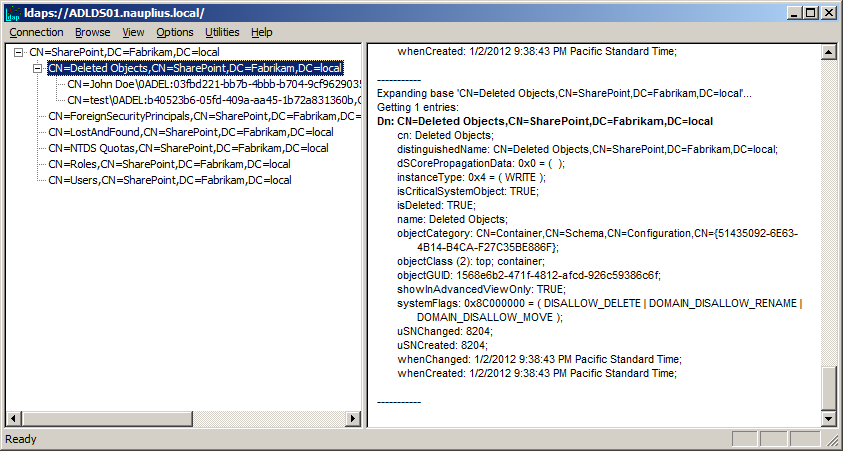 ldaps://ADLDS01.nauplius.local/
Connection Browse View Options Utilities Help
CN=SharePoint,DC=Fabrikam,DC=local
CN=Deleted Objects,CN=SharePoint,DC=Fabrikam,DC=local
CN=John Doe\0ADEL:03fbd221-bb7b-4bbb-b704-9cf9629035
CN=test\0ADEL:b40523b6-05fd-409a-aa45-1b72a831360b,C
CN=ForeignSecurityPrincipals,CN=SharePoint,DC=Fabrikam,DC=
CN=LostAndFound,CN=SharePoint,DC=Fabrikam,DC=local
CN=NTDS Quotas,CN=SharePoint,DC=Fabrikam,DC=local
CN=Roles,CN=SharePoint,DC=Fabrikam,DC=local
CN=Users,CN=SharePoint,DC=Fabrikam,DC=local
whenCreated: 1/2/2012 9:38:43 PM Pacific Standard Time;
-----------
Expanding base 'CN=Deleted Objects,CN=SharePoint,DC=Fabrikam,DC=local'...
Getting 1 entries:
Dn: CN=Deleted Objects,CN=SharePoint,DC=Fabrikam,DC=local
cn: Deleted Objects;
distinguishedName: CN=Deleted Objects,CN=SharePoint,DC=Fabrikam,DC=local;
dSCorePropagationData: 0x0 = (  );
instanceType: 0x4 = ( WRITE );
isCriticalSystemObject: TRUE;
isDeleted: TRUE;
name: Deleted Objects;
objectCategory: CN=Container,CN=Schema,CN=Configuration,CN={51435092-6E63-
4B14-B4CA-F27C35BE886F};
objectClass (2): top; container;
objectGUID: 1568e6b2-471f-4812-afcd-926c59386c6f;
showInAdvancedViewOnly: TRUE;
systemFlags: 0x8C000000 = ( DISALLOW_DELETE | DOMAIN_DISALLOW_RENAME |
DOMAIN_DISALLOW_MOVE );
uSNChanged: 8204;
uSNCreated: 8204;
whenChanged: 1/2/2012 9:38:43 PM Pacific Standard Time;
whenCreated: 1/2/2012 9:38:43 PM Pacific Standard Time;
-----------
Ready